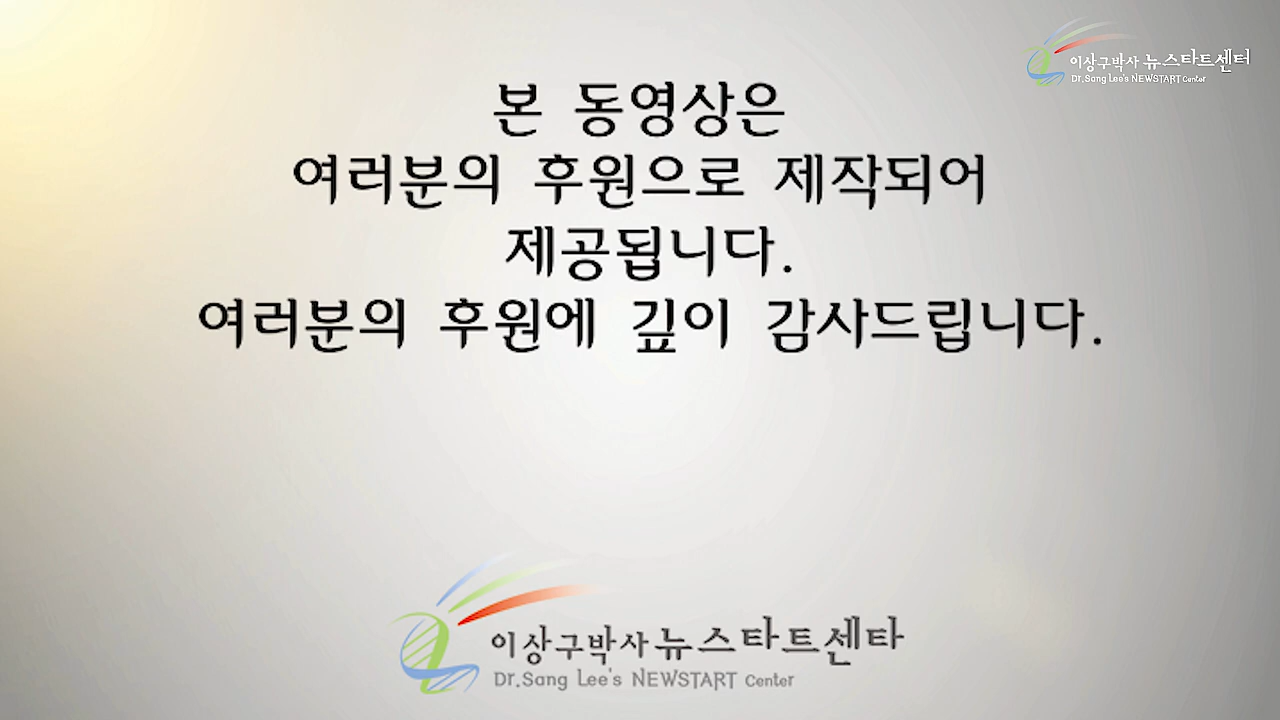 이상구박사 뉴스타트센터
Dr.Sang Lee's NEWSTART Center
본 동영상은
여러분의 후원으로 제작되어
제공됩니다.
여러분의 후원에 깊이 감사드립니다.
이상구박사 뉴스타트센타
Dr.Sang Lee's NEWSTART Center